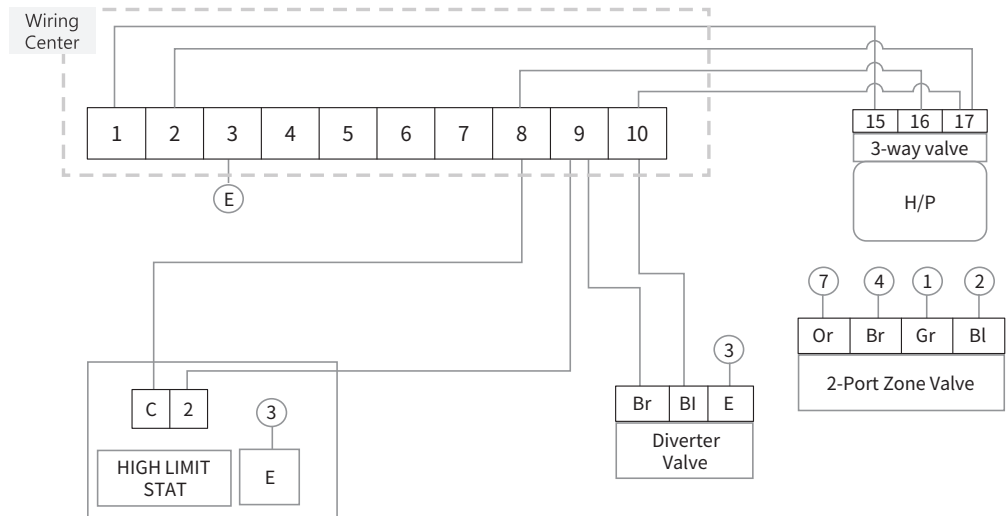 Wiring
Center
1 2 3 4 5 6 7 8 9 10
E
15 16 17
3-way valve
H/P
7 4 1 2
Or Br Gr Bl
2-Port Zone Valve
3
Br Bl E
Diverter
Valve
C 2
3
HIGH LIMIT
STAT
E